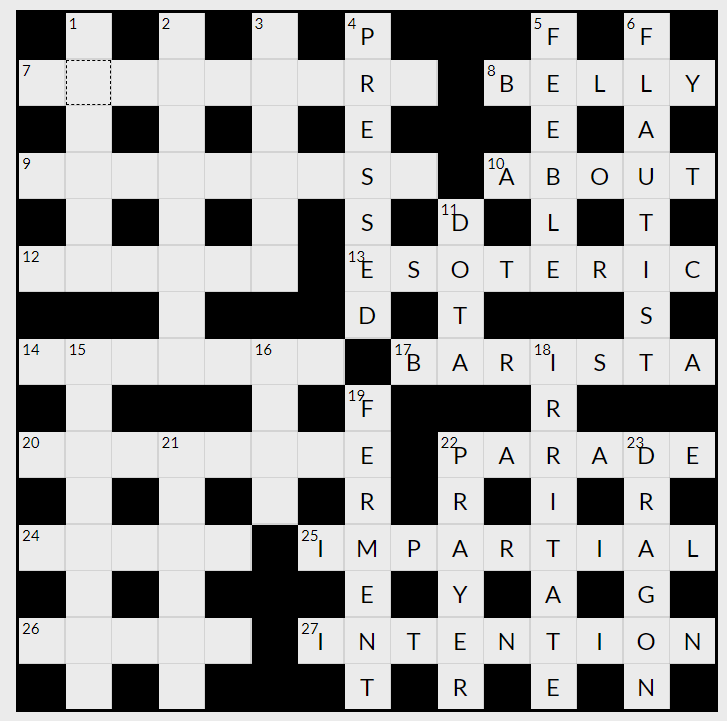 1 2 3 4 P 5 F 6 F
7 R 8 B E L L Y
E E A
9 S 10 A B O U T
S 11 D L T
12 13 E S O T E R I C
D T S
14 15 16 17 B A R 18 I S T A
19 F R
20 21 E 22 P A R A 23 D E
R R I R
24 25 I M P A R T I A L
E Y A G
26 27 I N T E N T I O N
T R E N